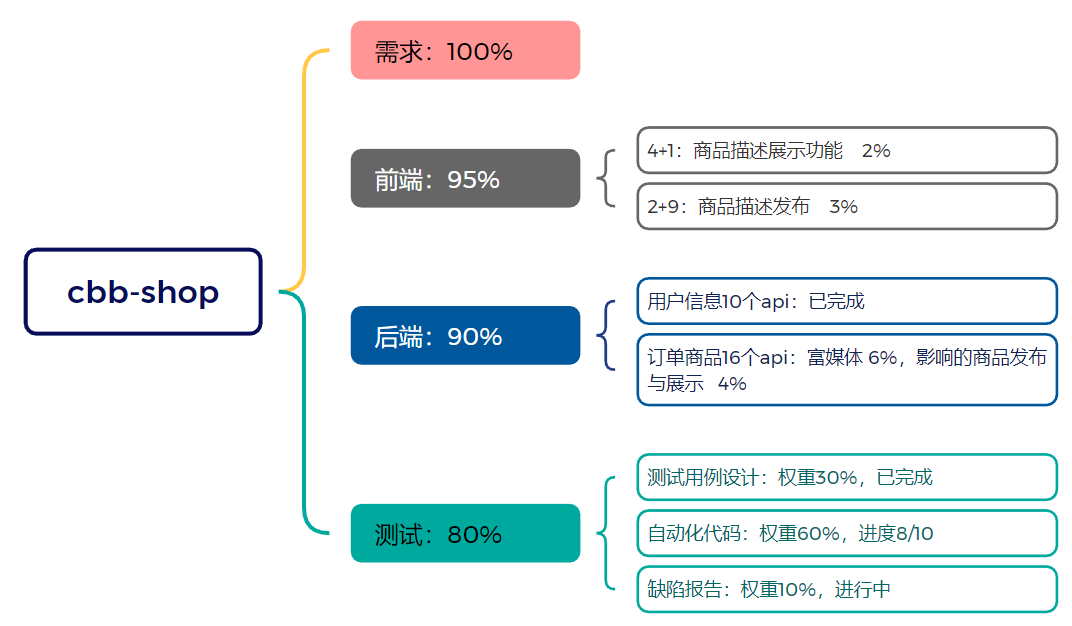 cbb-shop
需求：100%
前端：95%
4+1：商品描述展示功能 2%
2+9：商品描述发布 3%
后端：90%
用户信息10个api：已完成
订单商品16个api：富媒体 6%，影响的商品发布
与展示 4%
测试：80%
测试用例设计：权重30%，已完成
自动化代码：权重60%，进度8/10
缺陷报告：权重10%，进行中